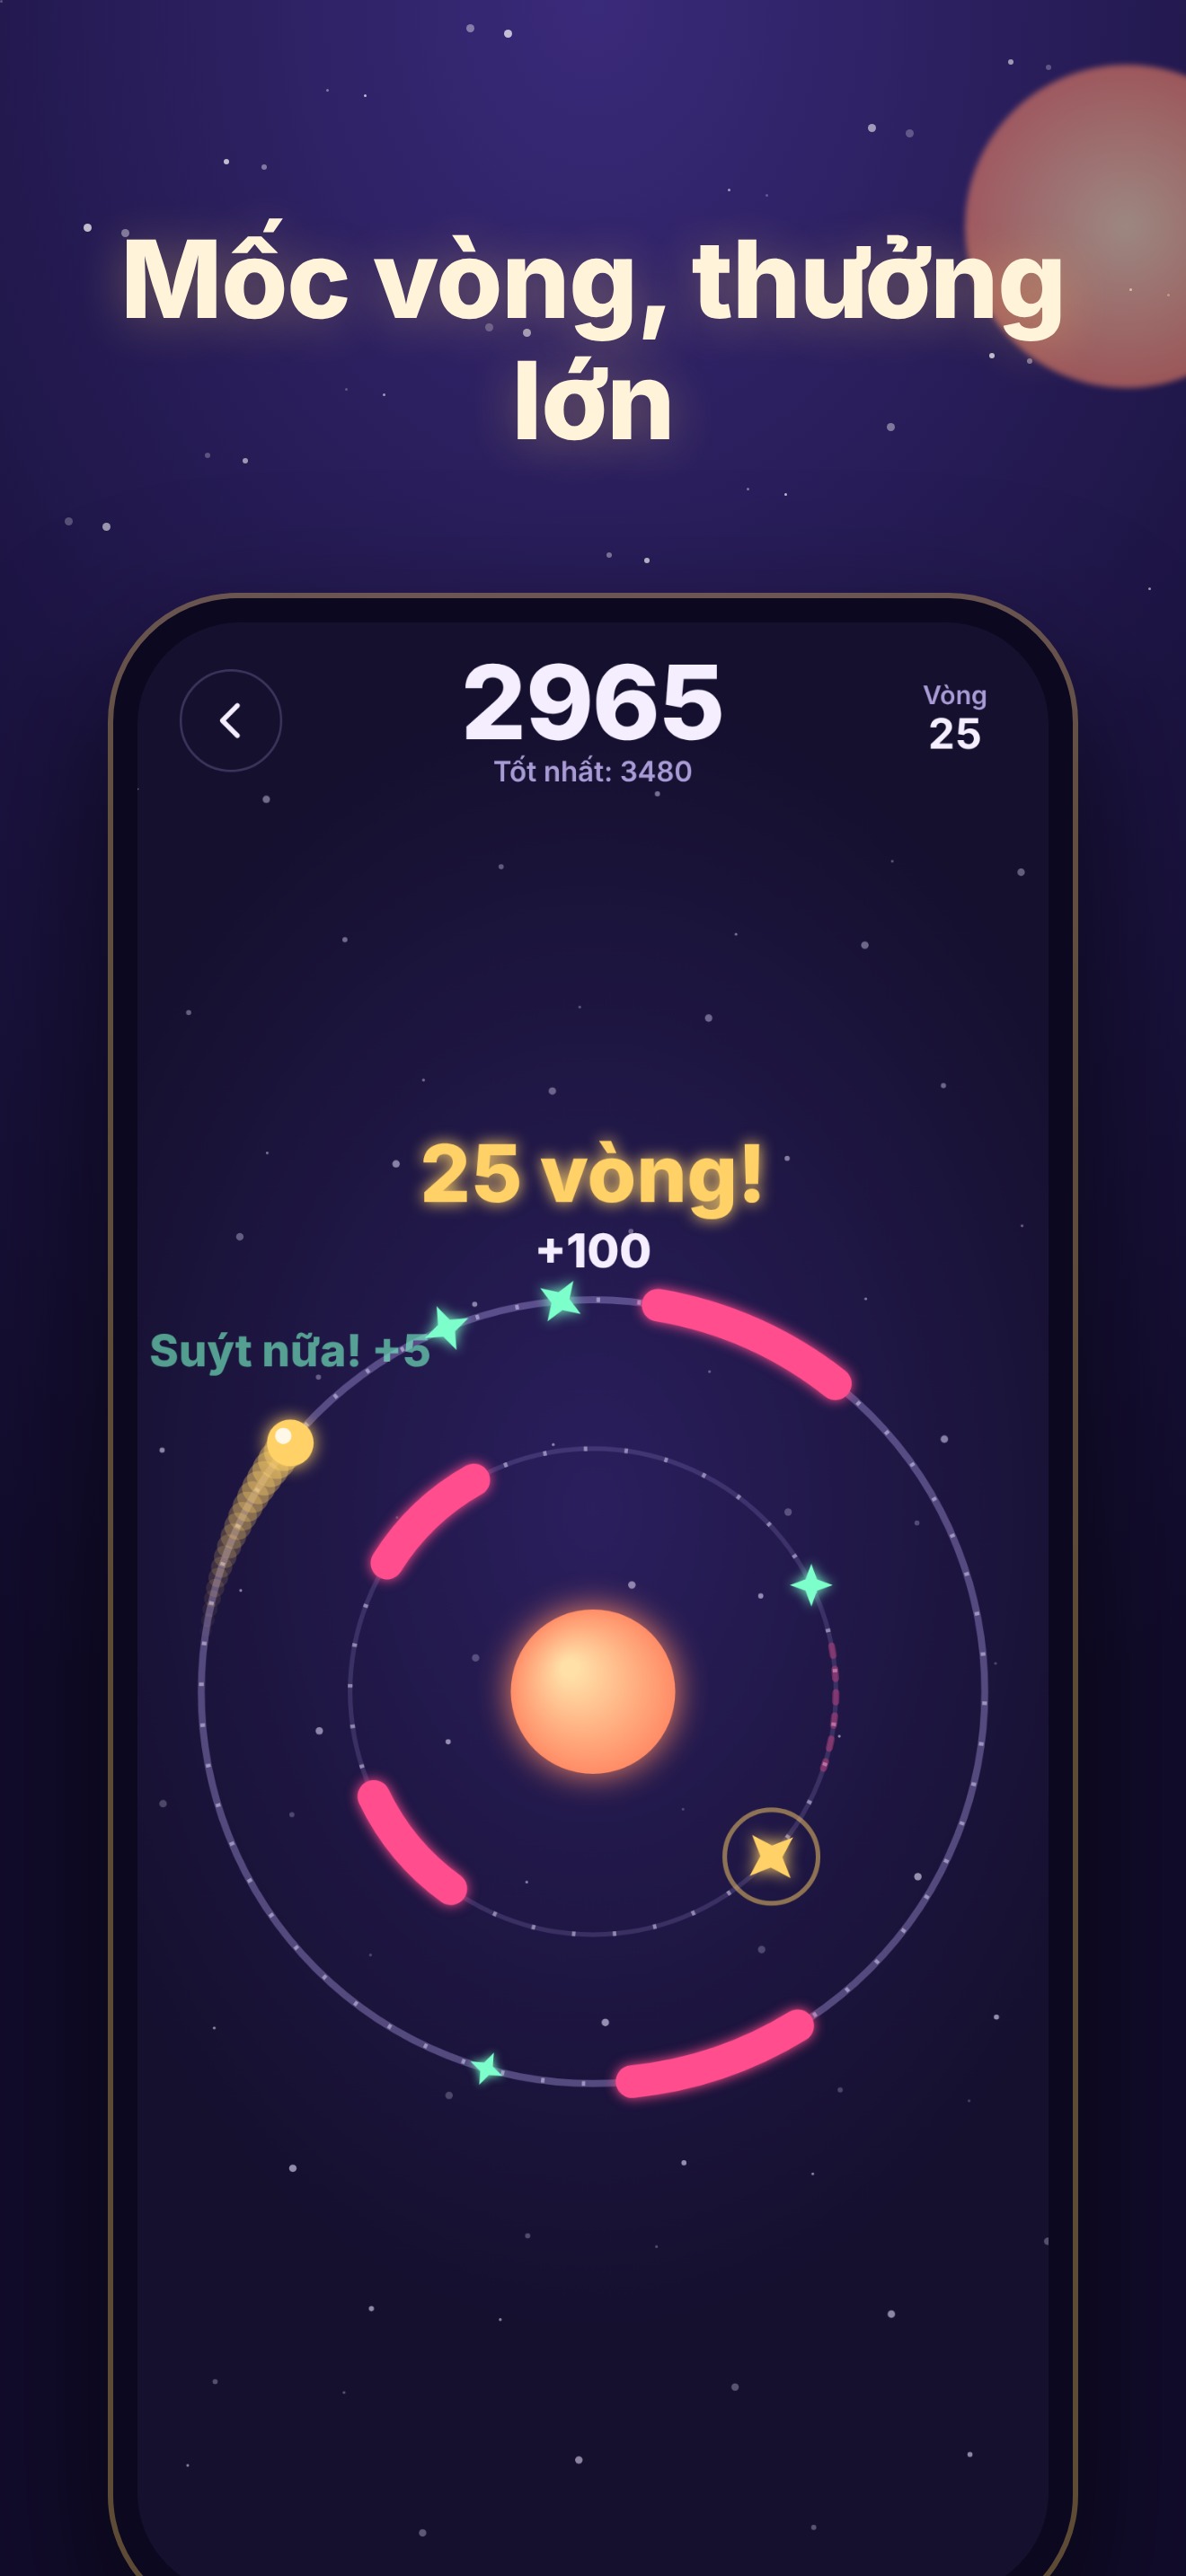 Mốc vòng, thưởng
lớn
2965
Tốt nhất: 3480
Vòng
25
25 vòng!
+100
Suýt nữa! +5